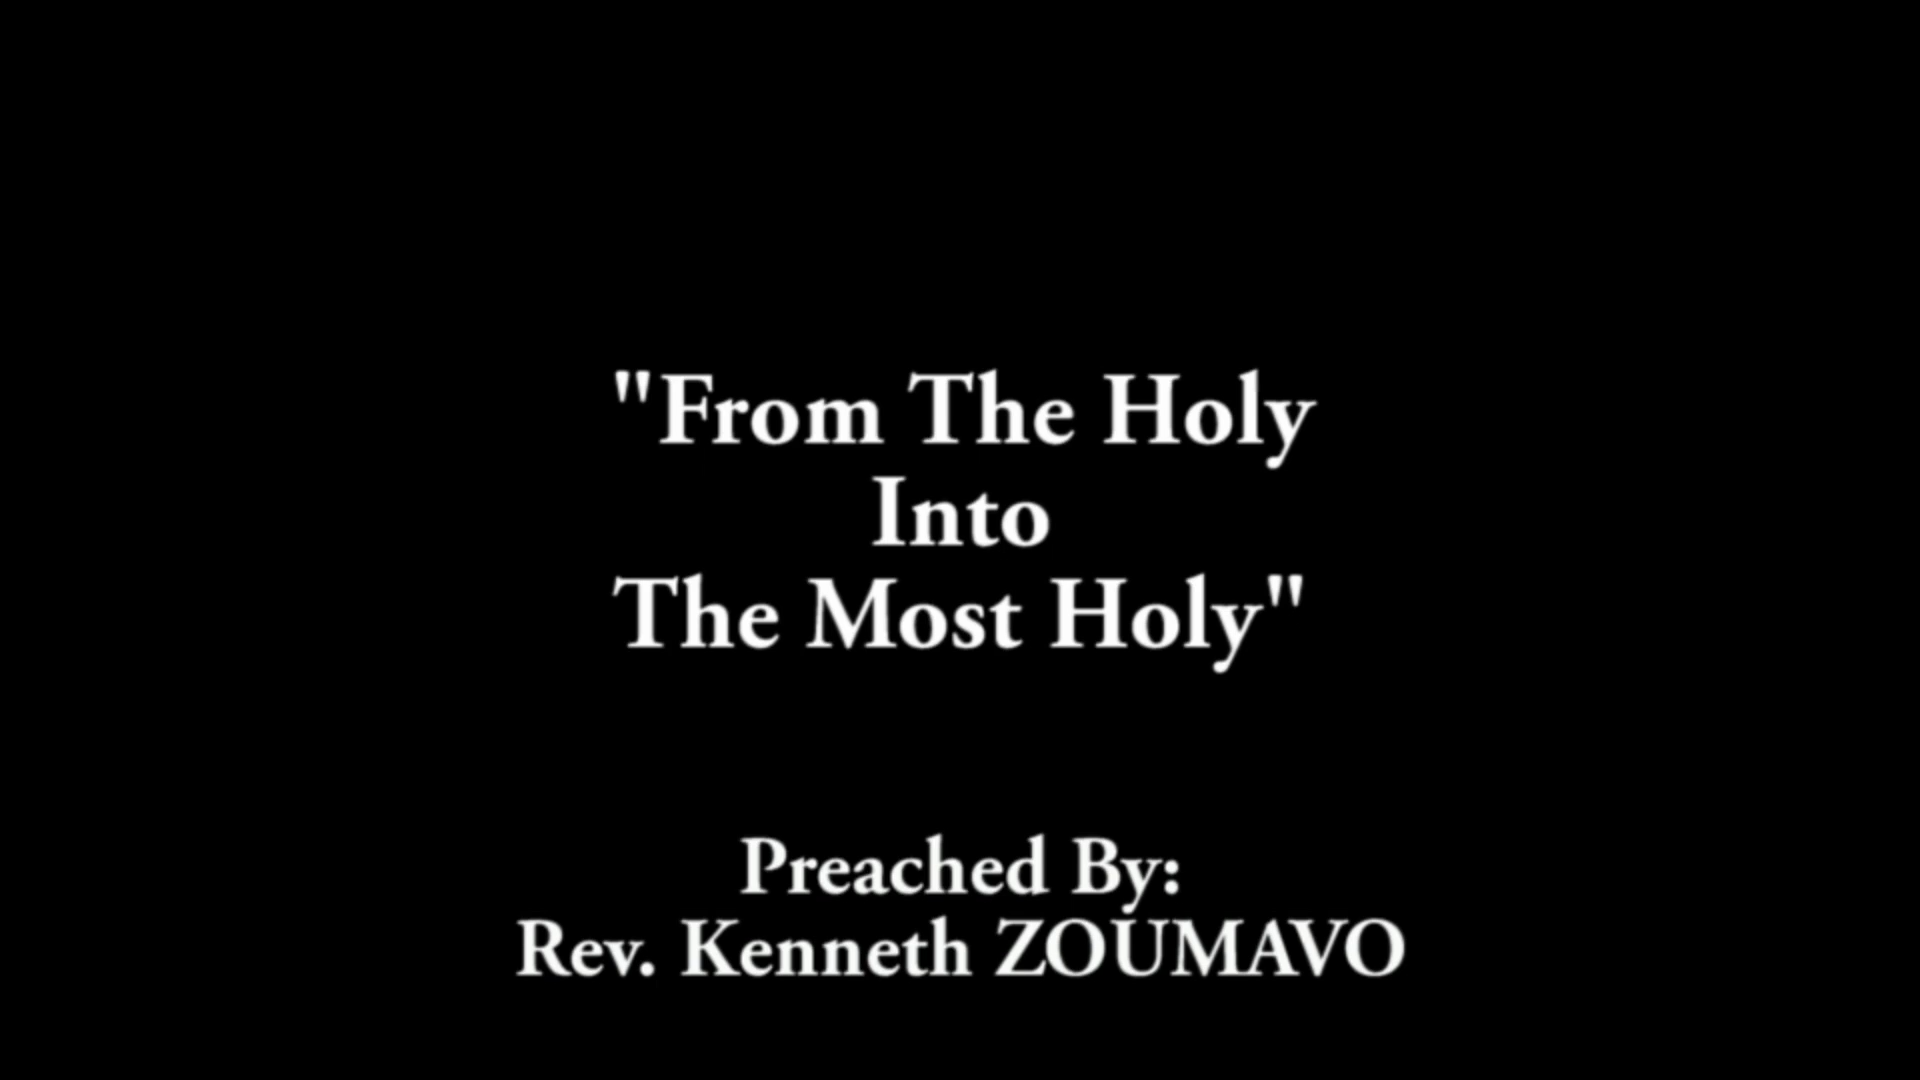 "From The Holy
Into
The Most Holy"
Preached By:
Rev. Kenneth ZOUMAVO